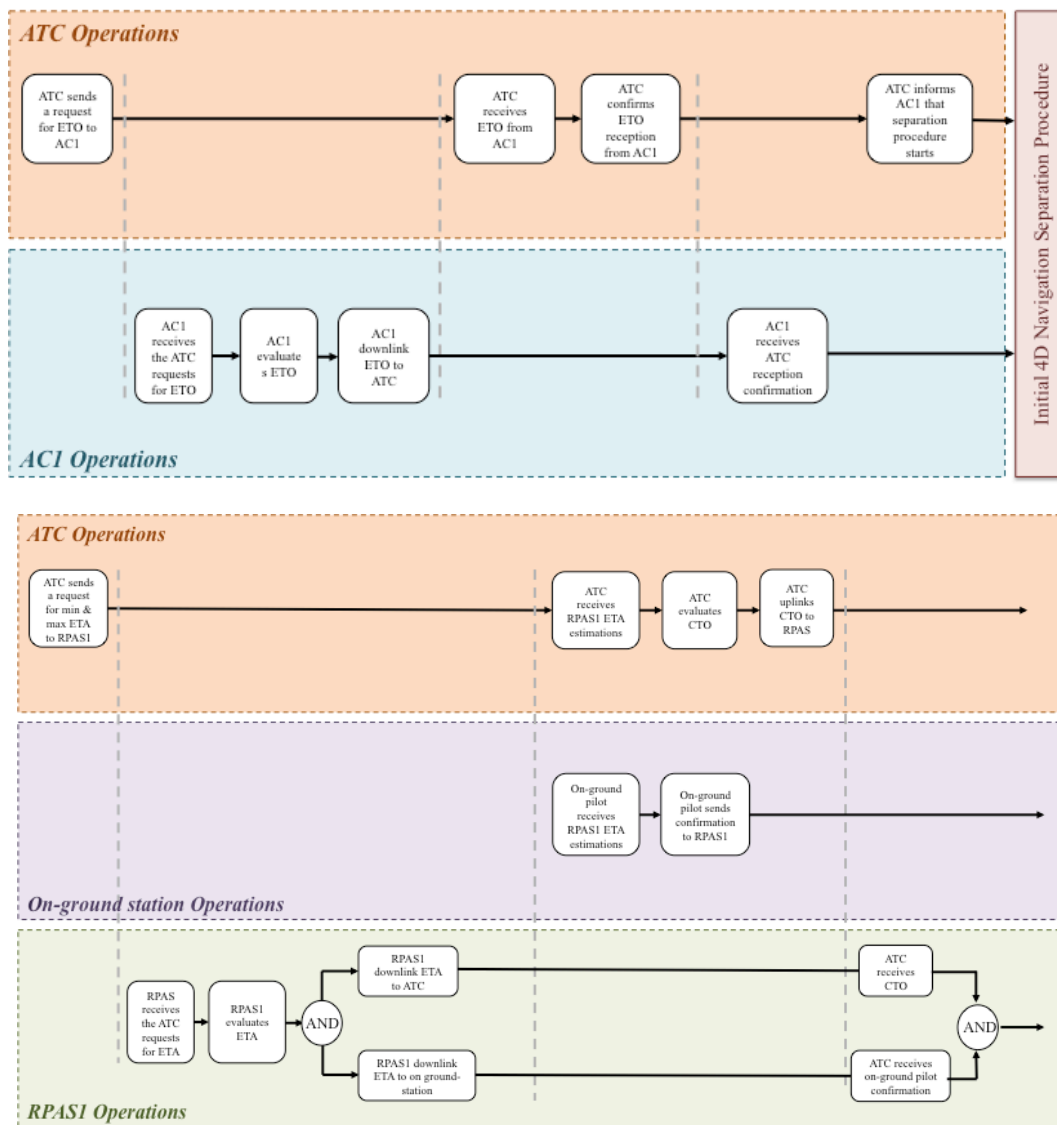 ATC Operations
ATC sends
a request
for ETO to
AC1
ATC
receives
ETO from
AC1
ATC
confirms
ETO
reception
from AC1
ATC informs
AC1 that
separation
procedure
starts
Initial 4D Navigation Separation Procedure
AC1
receives
the ATC
requests
for ETO
AC1
evaluate
s ETO
AC1
downlink
ETO to
ATC
AC1
receives
ATC
reception
confirmation
AC1 Operations
ATC Operations
ATC sends
a request
for min &
max ETA
to RPAS1
ATC
receives
RPAS1 ETA
estimations
ATC
evaluates
CTO
ATC
uplinks
CTO to
RPAS
On-ground
pilot
receives
RPAS1 ETA
estimations
On-ground
pilot sends
confirmation
to RPAS1
On-ground station Operations
RPAS
receives
the ATC
requests
for ETA
RPAS1
evaluates
ETA
AND
RPAS1
downlink ETA
to ATC
RPAS1 downlink
ETA to on ground-
station
ATC
receives
CTO
ATC receives
on-ground pilot
confirmation
AND
RPAS1 Operations